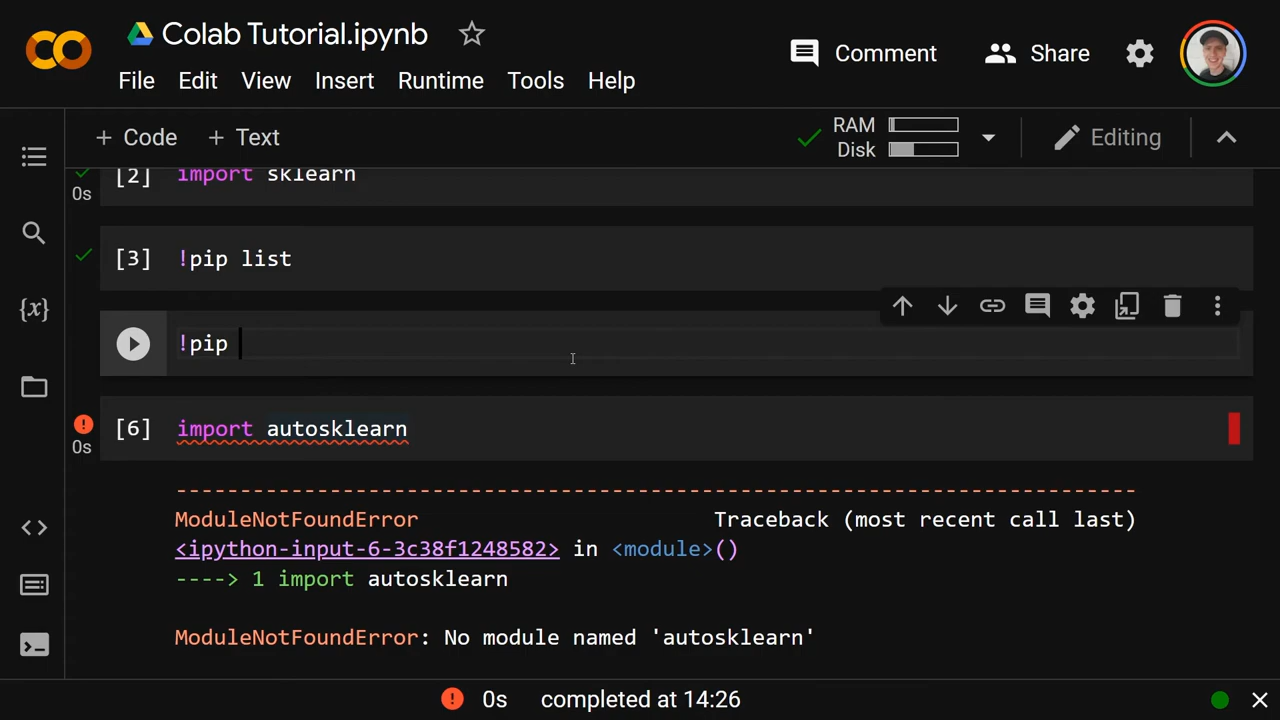 Colab Tutorial.ipynb
Comment
Share
File Edit View Insert Runtime Tools Help
+ Code + Text
RAM
Disk
Editing
[2] import sklearn
0s
[3] !pip list
!pip
[6] import autosklearn
0s
---------------------------------------------------------------------------
ModuleNotFoundError Traceback (most recent call last)
<ipython-input-6-3c38f1248582> in <module>()
----> 1 import autosklearn
ModuleNotFoundError: No module named 'autosklearn'
0s completed at 14:26